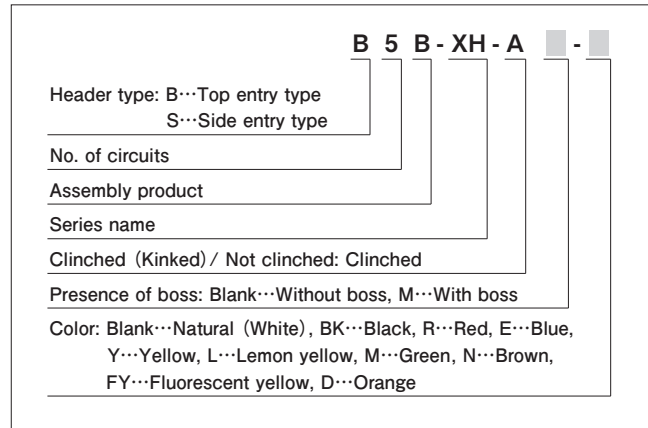 B 5 B - XH - A -
Header type: B…Top entry type
S…Side entry type
No. of circuits
Assembly product
Series name
Clinched (Kinked) / Not clinched: Clinched
Presence of boss: Blank…Without boss, M…With boss
Color: Blank…Natural (White), BK…Black, R…Red, E…Blue,
Y…Yellow, L…Lemon yellow, M…Green, N…Brown,
FY…Fluorescent yellow, D…Orange